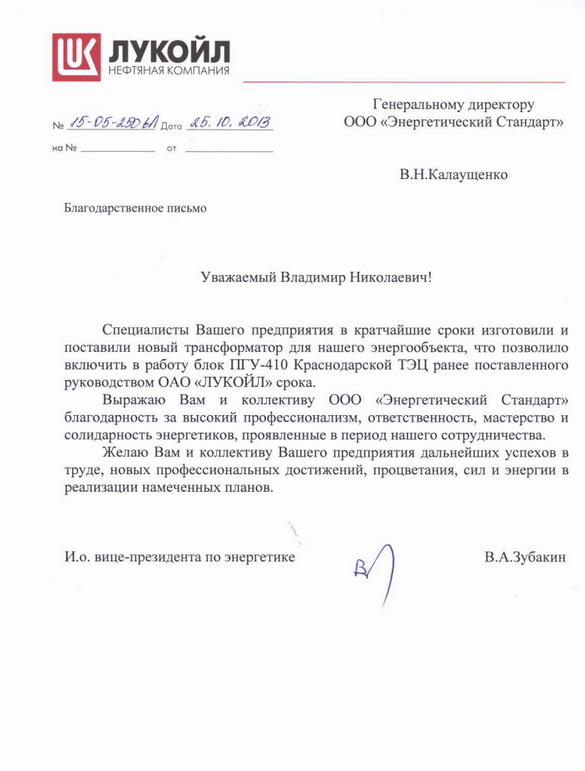 ЛУКОЙЛ
НЕФТЯНАЯ КОМПАНИЯ
№ 15-05-250бЛ Дата 25.10.2013
на № от
Генеральному директору
ООО «Энергетический Стандарт»
В.Н.Калаущенко
Благодарственное письмо
Уважаемый Владимир Николаевич!
Специалисты Вашего предприятия в кратчайшие сроки изготовили и
поставили новый трансформатор для нашего энергообъекта, что позволило
включить в работу блок ПГУ-410 Краснодарской ТЭЦ ранее поставленного
руководством ОАО «ЛУКОЙЛ» срока.
Выражаю Вам и коллективу ООО «Энергетический Стандарт»
благодарность за высокий профессионализм, ответственность, мастерство и
солидарность энергетиков, проявленные в период нашего сотрудничества.
Желаю Вам и коллективу Вашего предприятия дальнейших успехов в
труде, новых профессиональных достижений, процветания, сил и энергии в
реализации намеченных планов.
И.о. вице-президента по энергетике В.А.Зубакин